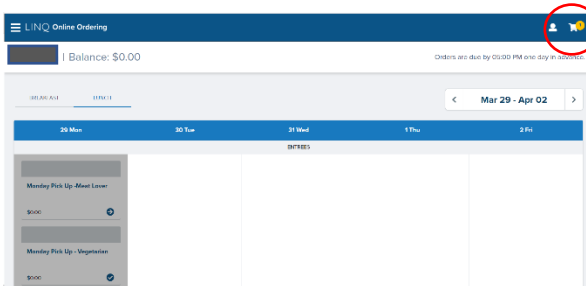 LINQ Online Ordering
| Balance: $0.00
Orders are due by 05:00 PM one day in advance.
BREAKFAST LUNCH
< Mar 29 - Apr 02 >
29 Mon 30 Tue 31 Wed 1 Thu 2 Fri
ENTREES
Monday Pick Up -Meat Lover
$0.00
Monday Pick Up - Vegetarian
$0.00